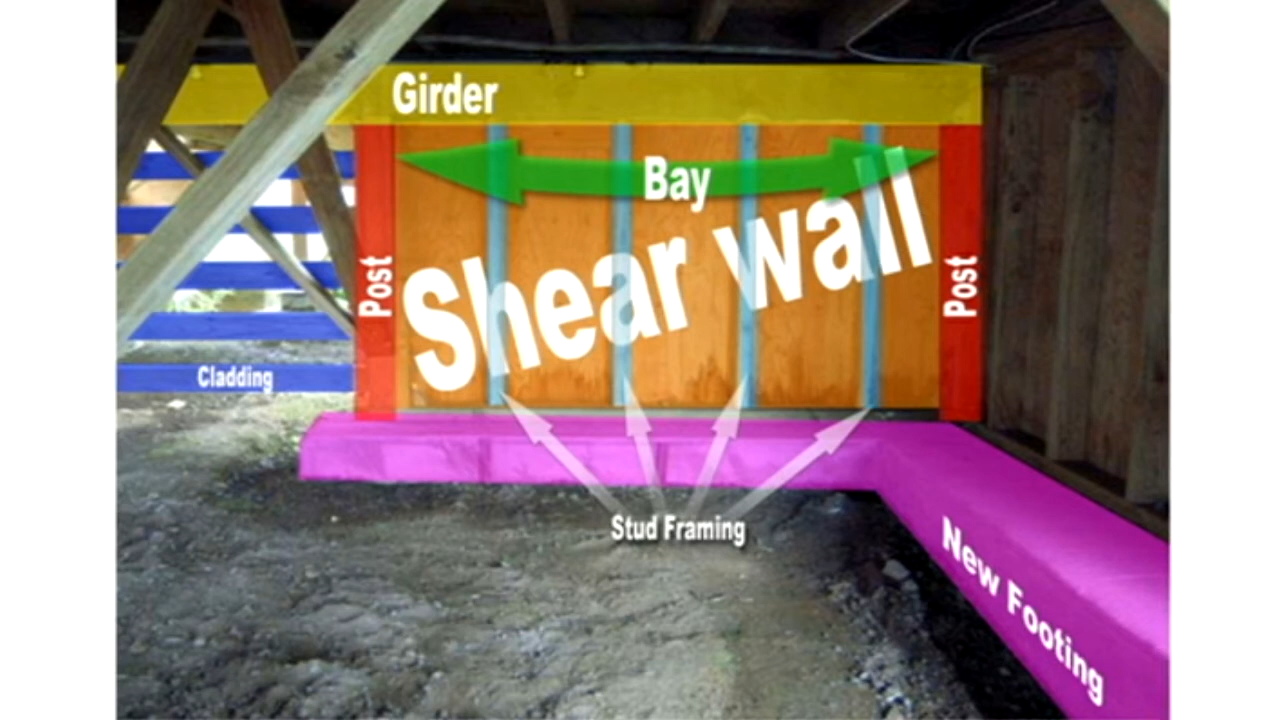 Girder
Bay
Shear wall
Post
Post
Cladding
Stud Framing
New Footing